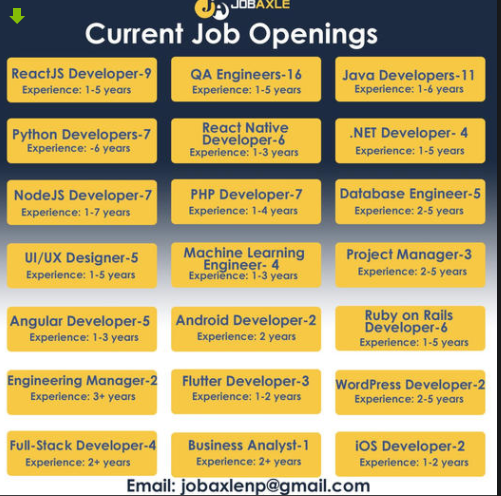 JOBAXLE
Current Job Openings
ReactJS Developer-9
Experience: 1-5 years
QA Engineers-16
Experience: 1-5 years
Java Developers-11
Experience: 1-6 years
Python Developers-7
Experience: -6 years
React Native
Developer-6
Experience: 1-3 years
.NET Developer- 4
Experience: 1-5 years
NodeJS Developer-7
Experience: 1-7 years
PHP Developer-7
Experience: 1-4 years
Database Engineer-5
Experience: 2-5 years
UI/UX Designer-5
Experience: 1-5 years
Machine Learning
Engineer- 4
Experience: 1-3 years
Project Manager-3
Experience: 2-5 years
Angular Developer-5
Experience: 1-3 years
Android Developer-2
Experience: 2 years
Ruby on Rails
Developer-6
Experience: 1-5 years
Engineering Manager-2
Experience: 3+ years
Flutter Developer-3
Experience: 1-2 years
WordPress Developer-2
Experience: 2-5 years
Full-Stack Developer-4
Experience: 2+ years
Business Analyst-1
Experience: 2+ years
iOS Developer-2
Experience: 1-2 years
Email: jobaxlenp@gmail.com